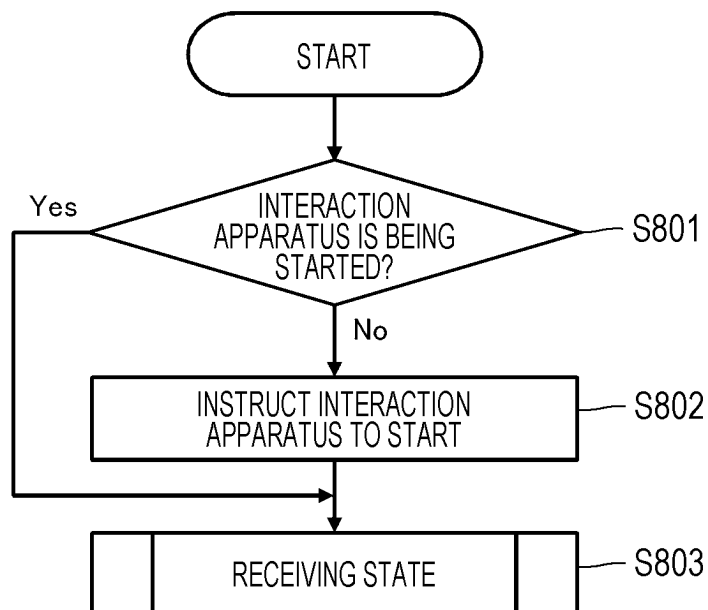 START
INTERACTION
APPARATUS IS BEING
STARTED?
Yes
S801
No
INSTRUCT INTERACTION
APPARATUS TO START
S802
RECEIVING STATE
S803